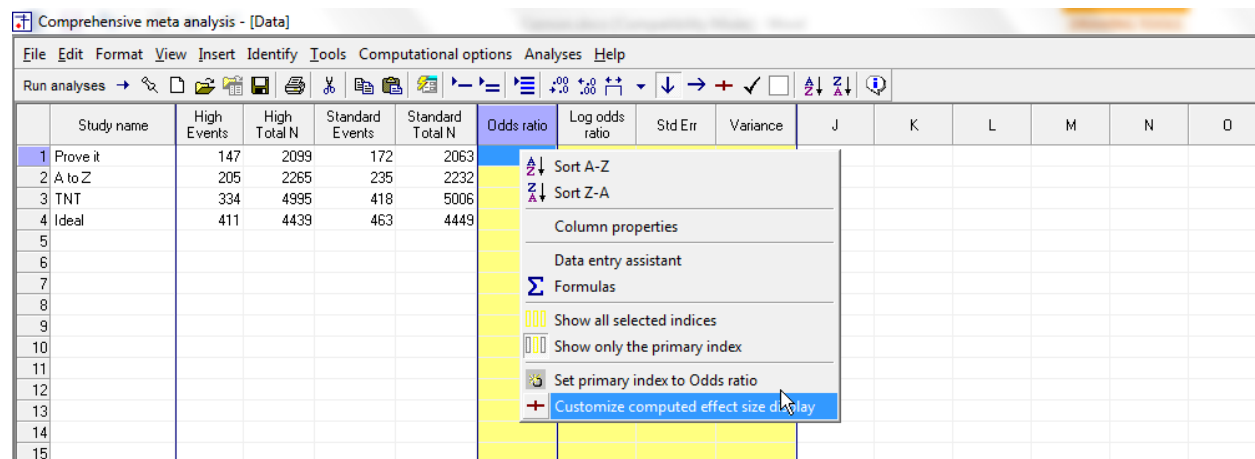 Comprehensive meta analysis - [Data]
File Edit Format View Insert Identify Tools Computational options Analyses Help
Run analyses
Study name High Events High Total N Standard Events Standard Total N Odds ratio Log odds ratio Std Err Variance J K L M N O
1 Prove it 147 2099 172 2063
2 A to Z 205 2265 235 2232
3 TNT 334 4995 418 5006
4 Ideal 411 4439 463 4449
5
6
7
8
9
10
11
12
13
14
15
Sort A-Z
Sort Z-A
Column properties
Data entry assistant
Formulas
Show all selected indices
Show only the primary index
Set primary index to Odds ratio
Customize computed effect size display